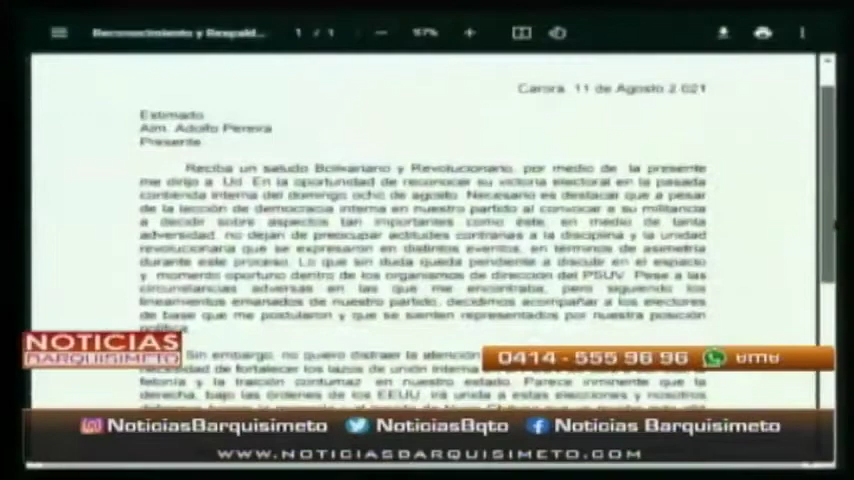 Reconocimiento y Respald...
1 / 1
97%
Carora, 11 de Agosto 2.021
Estimado
Alm. Adolfo Pereira
Presente
Reciba un saludo Bolivariano y Revolucionario, por medio de la presente
me dirijo a Ud. En la oportunidad de reconocer su victoria electoral en la pasada
contienda interna del domingo ocho de agosto. Necesario es destacar que a pesar
de la lección de democracia interna en nuestro partido al convocar a su militancia
a decidir sobre aspectos tan importantes como éste, en medio de tanta
adversidad, no dejan de preocupar actitudes contrarias a la disciplina y la unidad
revolucionaria que se expresaron en distintos eventos, en términos de asimetría
durante este proceso. Lo que sin duda queda pendiente a discutir en el espacio
y momento oportuno dentro de los organismos de dirección del PSUV. Pese a las
circunstancias adversas en las que me encontraba, pero siguiendo los
lineamientos emanados de nuestro partido, decidimos acompañar a los electores
de base que me postularon y que se sienten representados por nuestra posición
política.
NOTICIAS
BARQUISIMETO
Sin embargo, no quiero distraer la atención
0414 - 555 96 96
necesidad de fortalecer los lazos de unión interna
felonía y la traición contumaz en nuestro estado. Parece inminente que la
derecha, bajo las órdenes de los EEUU irá unida a estas elecciones y nosotros
NoticiasBarquisimeto NoticiasBqto Noticias Barquisimeto
WWW.NOTICIASBARQUISIMETO.COM